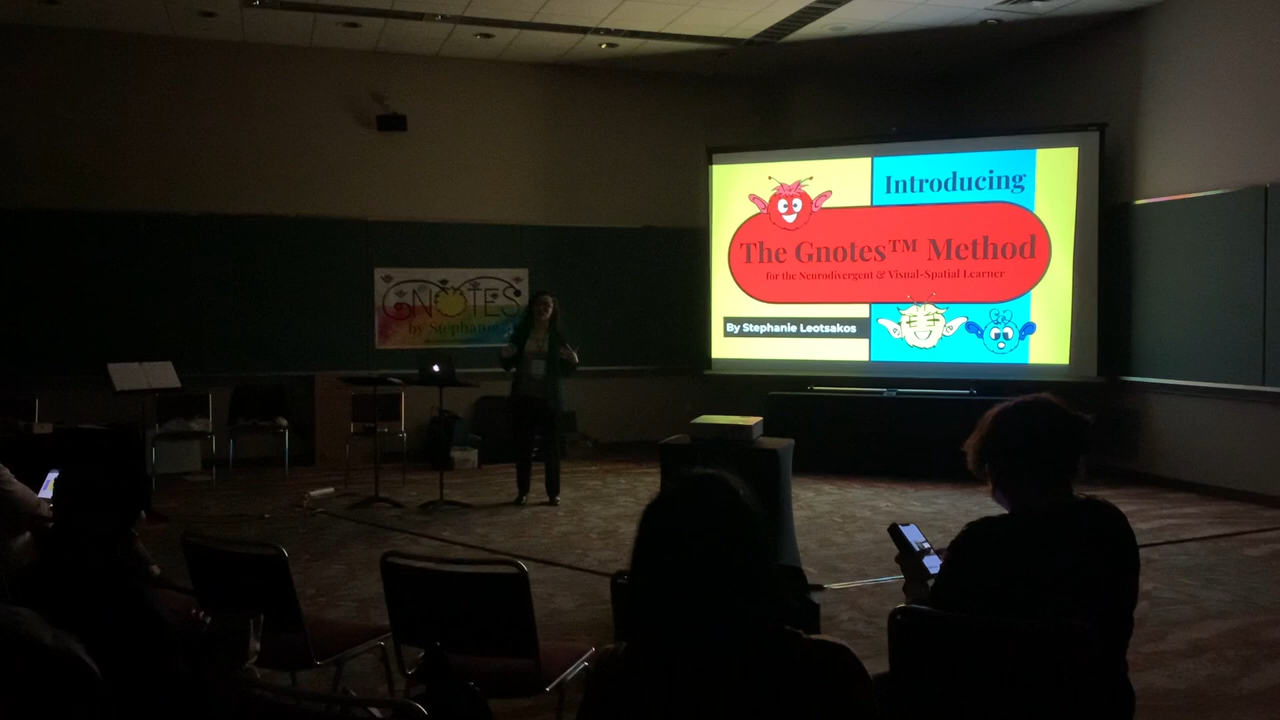 Introducing
The Gnotes™ Method
for the Neurodivergent & Visual-Spatial Learner
By Stephanie Leotsakos
GNOTES
by Stephanie